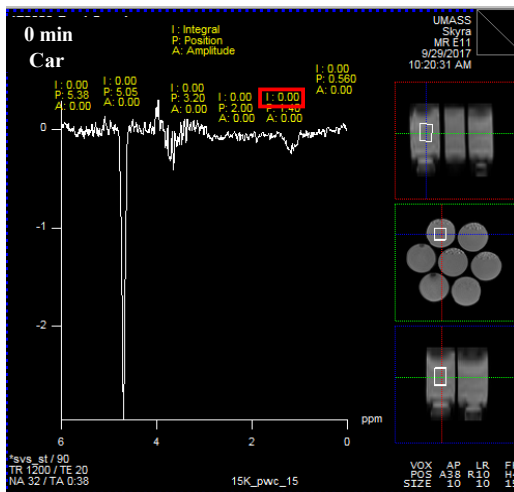 0 min
Car
I : Integral
P: Position
A: Amplitude
UMASS
Skyra
MR E11
9/29/2017
10:20:31 AM
I : 0.00
P: 5.38
A: 0.00
I : 0.00
P: 5.05
A: 0.00
I : 0.00
P: 3.20
A: 0.00
I : 0.00
P: 2.00
A: 0.00
I : 0.00
P: 1.40
A: 0.00
I : 0.00
P: 0.560
A: 0.00
0
-1
-2
ppm
6
4
2
0
*svs_st / 90
TR 1200 / TE 20
NA 32 / TA 0:38
15K_pwc_15
VOX AP LR
POS A38 R10
SIZE 10 10